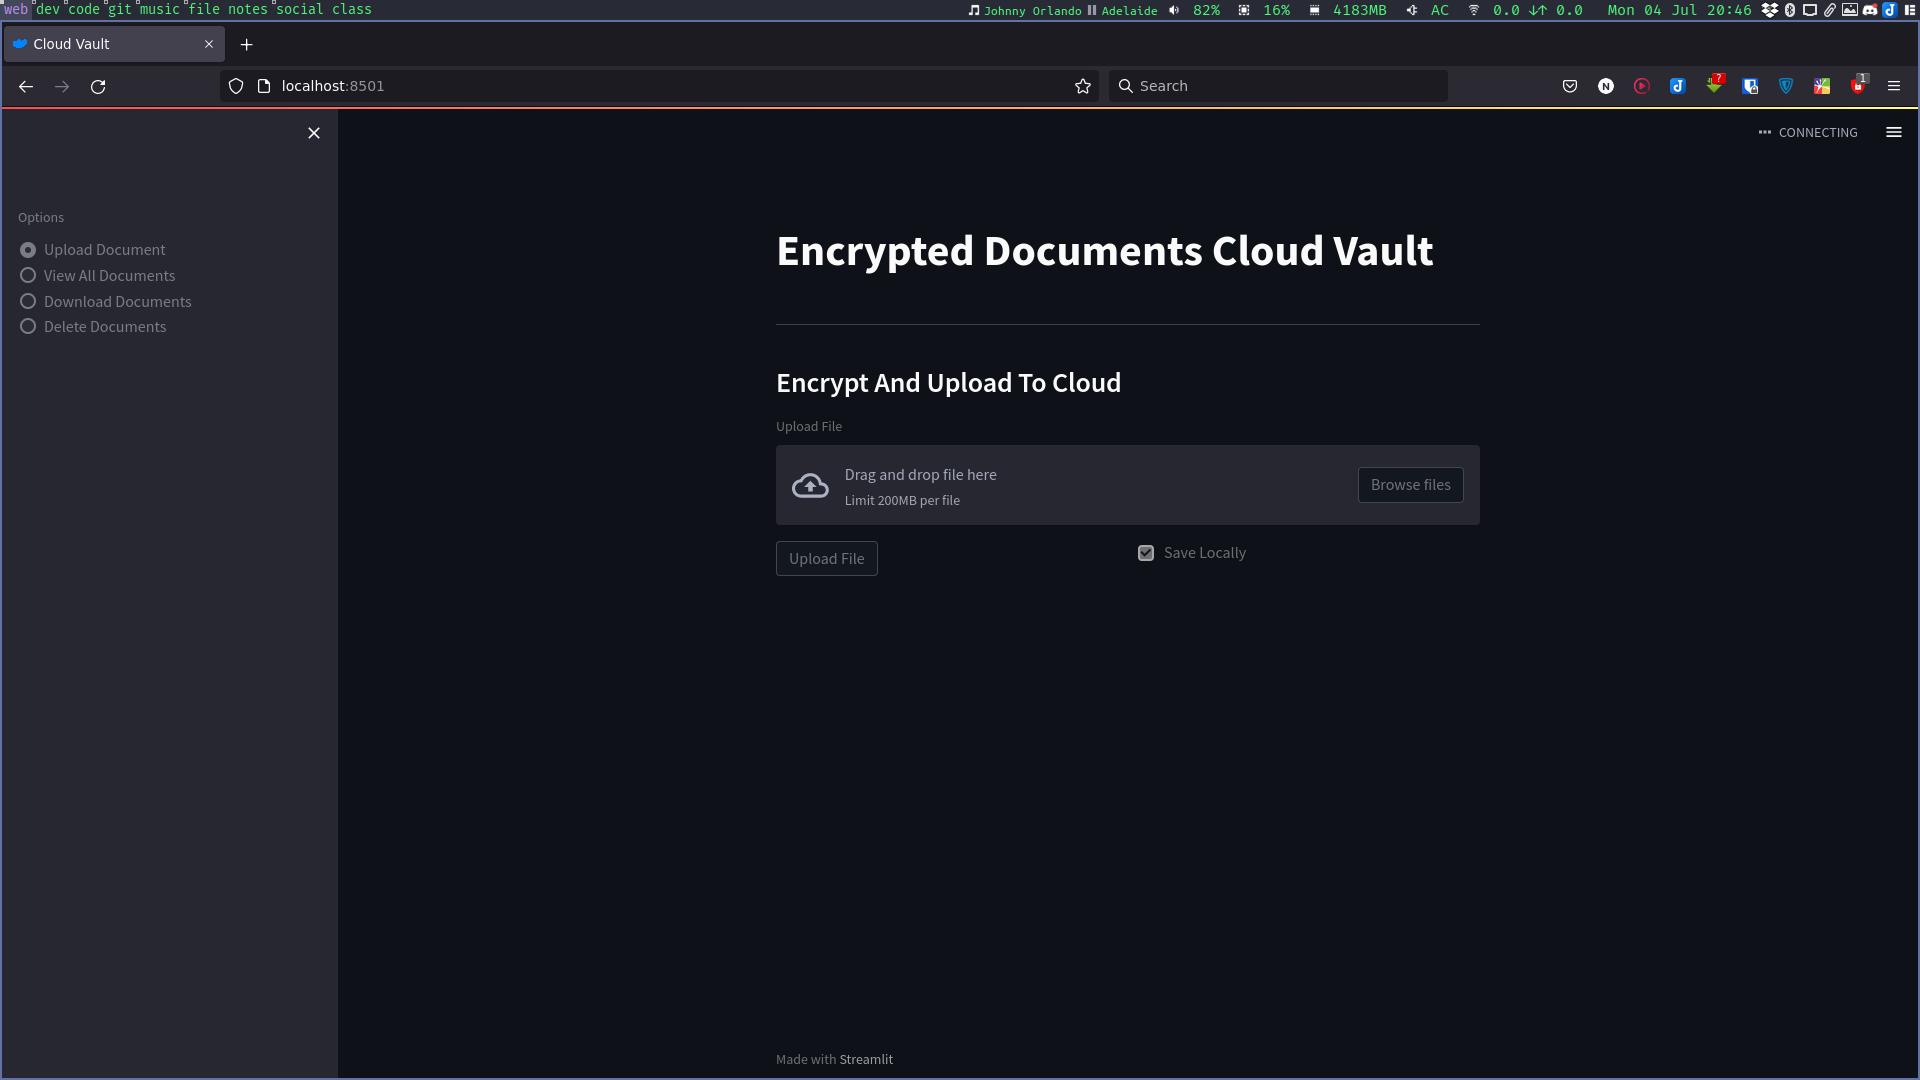 web dev code git music file notes social class
Johnny Orlando Adelaide 82% 16% 4183MB AC 0.0 ↓↑ 0.0 Mon 04 Jul 20:46
Cloud Vault
localhost:8501
Search
N
?
1
CONNECTING
Options
Upload Document
View All Documents
Download Documents
Delete Documents
Encrypted Documents Cloud Vault
Encrypt And Upload To Cloud
Upload File
Drag and drop file here
Limit 200MB per file
Browse files
Upload File
Save Locally
Made with Streamlit